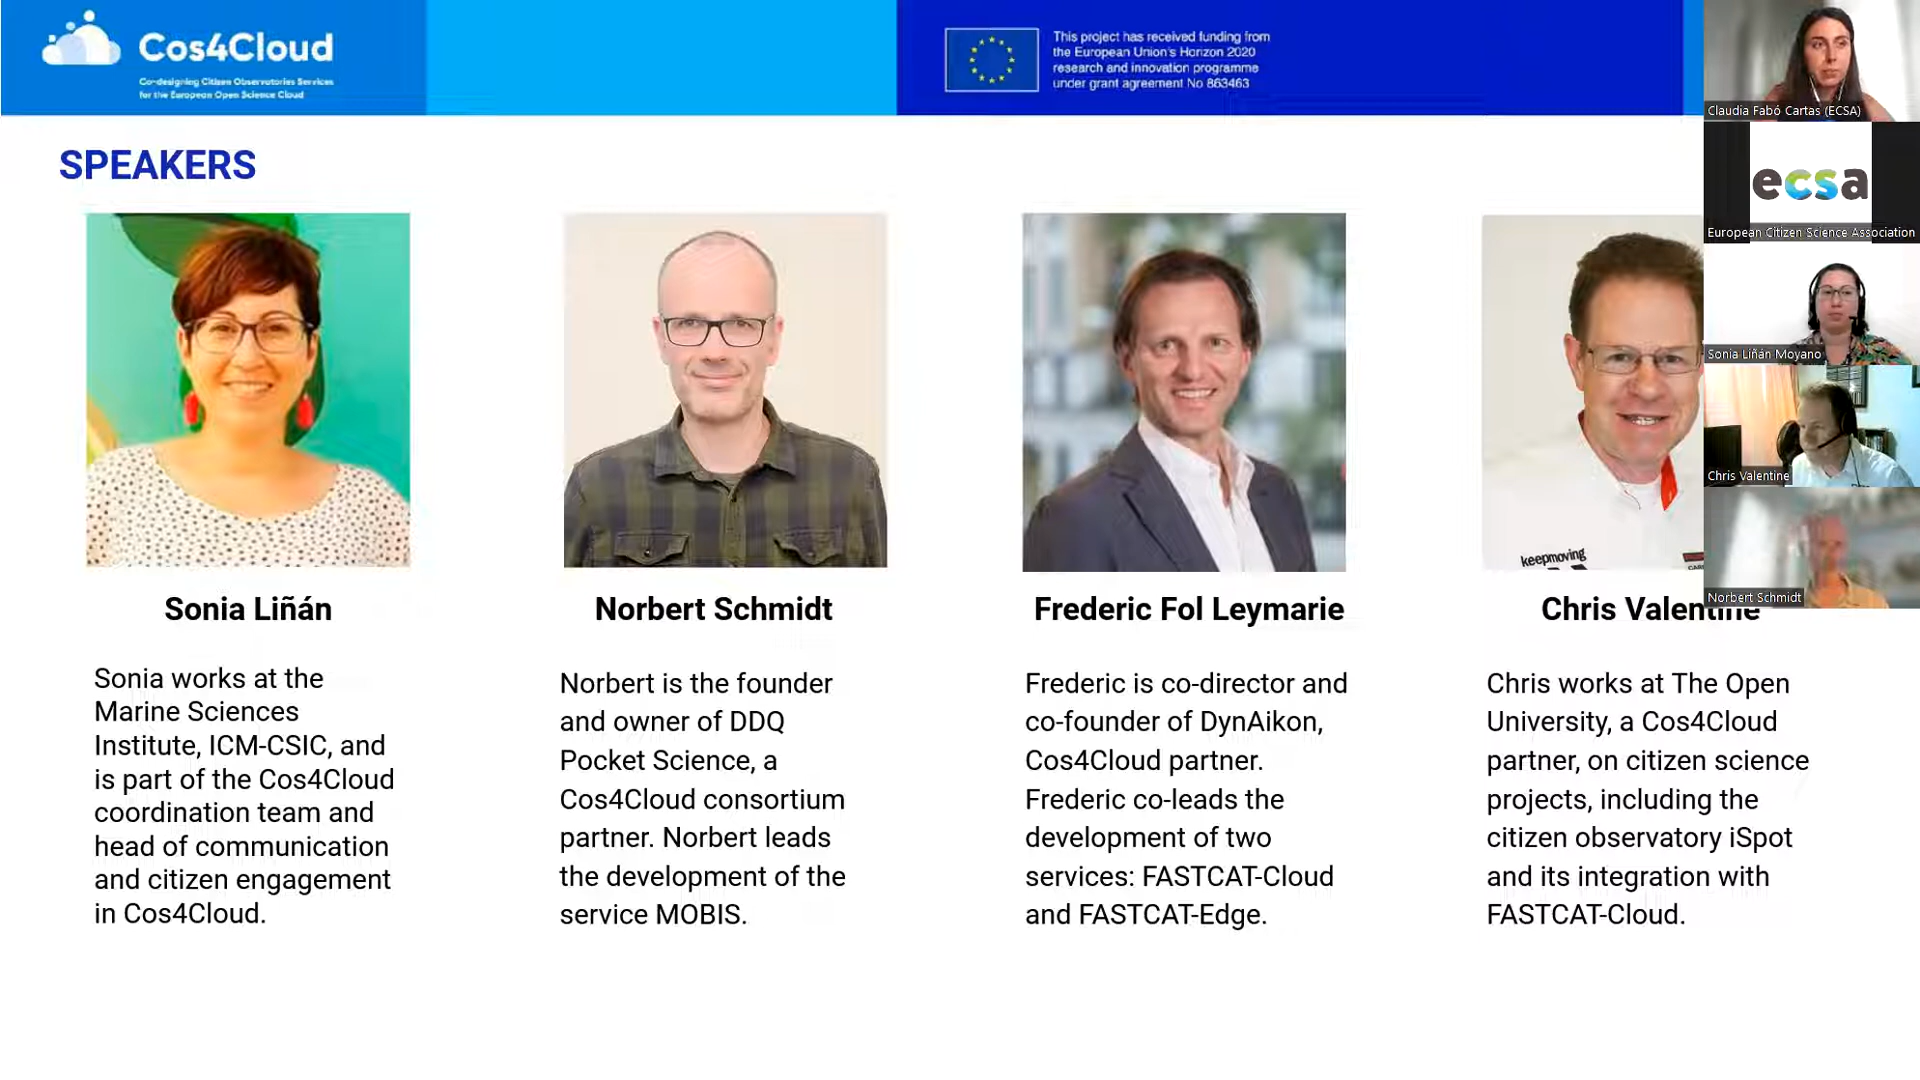 Cos4Cloud
Co-designing Citizen Observatories Services
for the European Open Science Cloud
This project has received funding from
the European Union's Horizon 2020
research and innovation programme
under grant agreement No 863463
SPEAKERS
keepmoving
Sonia Liñán
Sonia works at the
Marine Sciences
Institute, ICM-CSIC, and
is part of the Cos4Cloud
coordination team and
head of communication
and citizen engagement
in Cos4Cloud.
Norbert Schmidt
Norbert is the founder
and owner of DDQ
Pocket Science, a
Cos4Cloud consortium
partner. Norbert leads
the development of the
service MOBIS.
Frederic Fol Leymarie
Frederic is co-director and
co-founder of DynAikon,
Cos4Cloud partner.
Frederic co-leads the
development of two
services: FASTCAT-Cloud
and FASTCAT-Edge.
Chris Valentine
Chris works at The Open
University, a Cos4Cloud
partner, on citizen science
projects, including the
citizen observatory iSpot
and its integration with
FASTCAT-Cloud.
Claudia Fabó Cartas (ECSA)
ecsa
European Citizen Science Association
Sonia Liñán Moyano
Chris Valentine
Norbert Schmidt